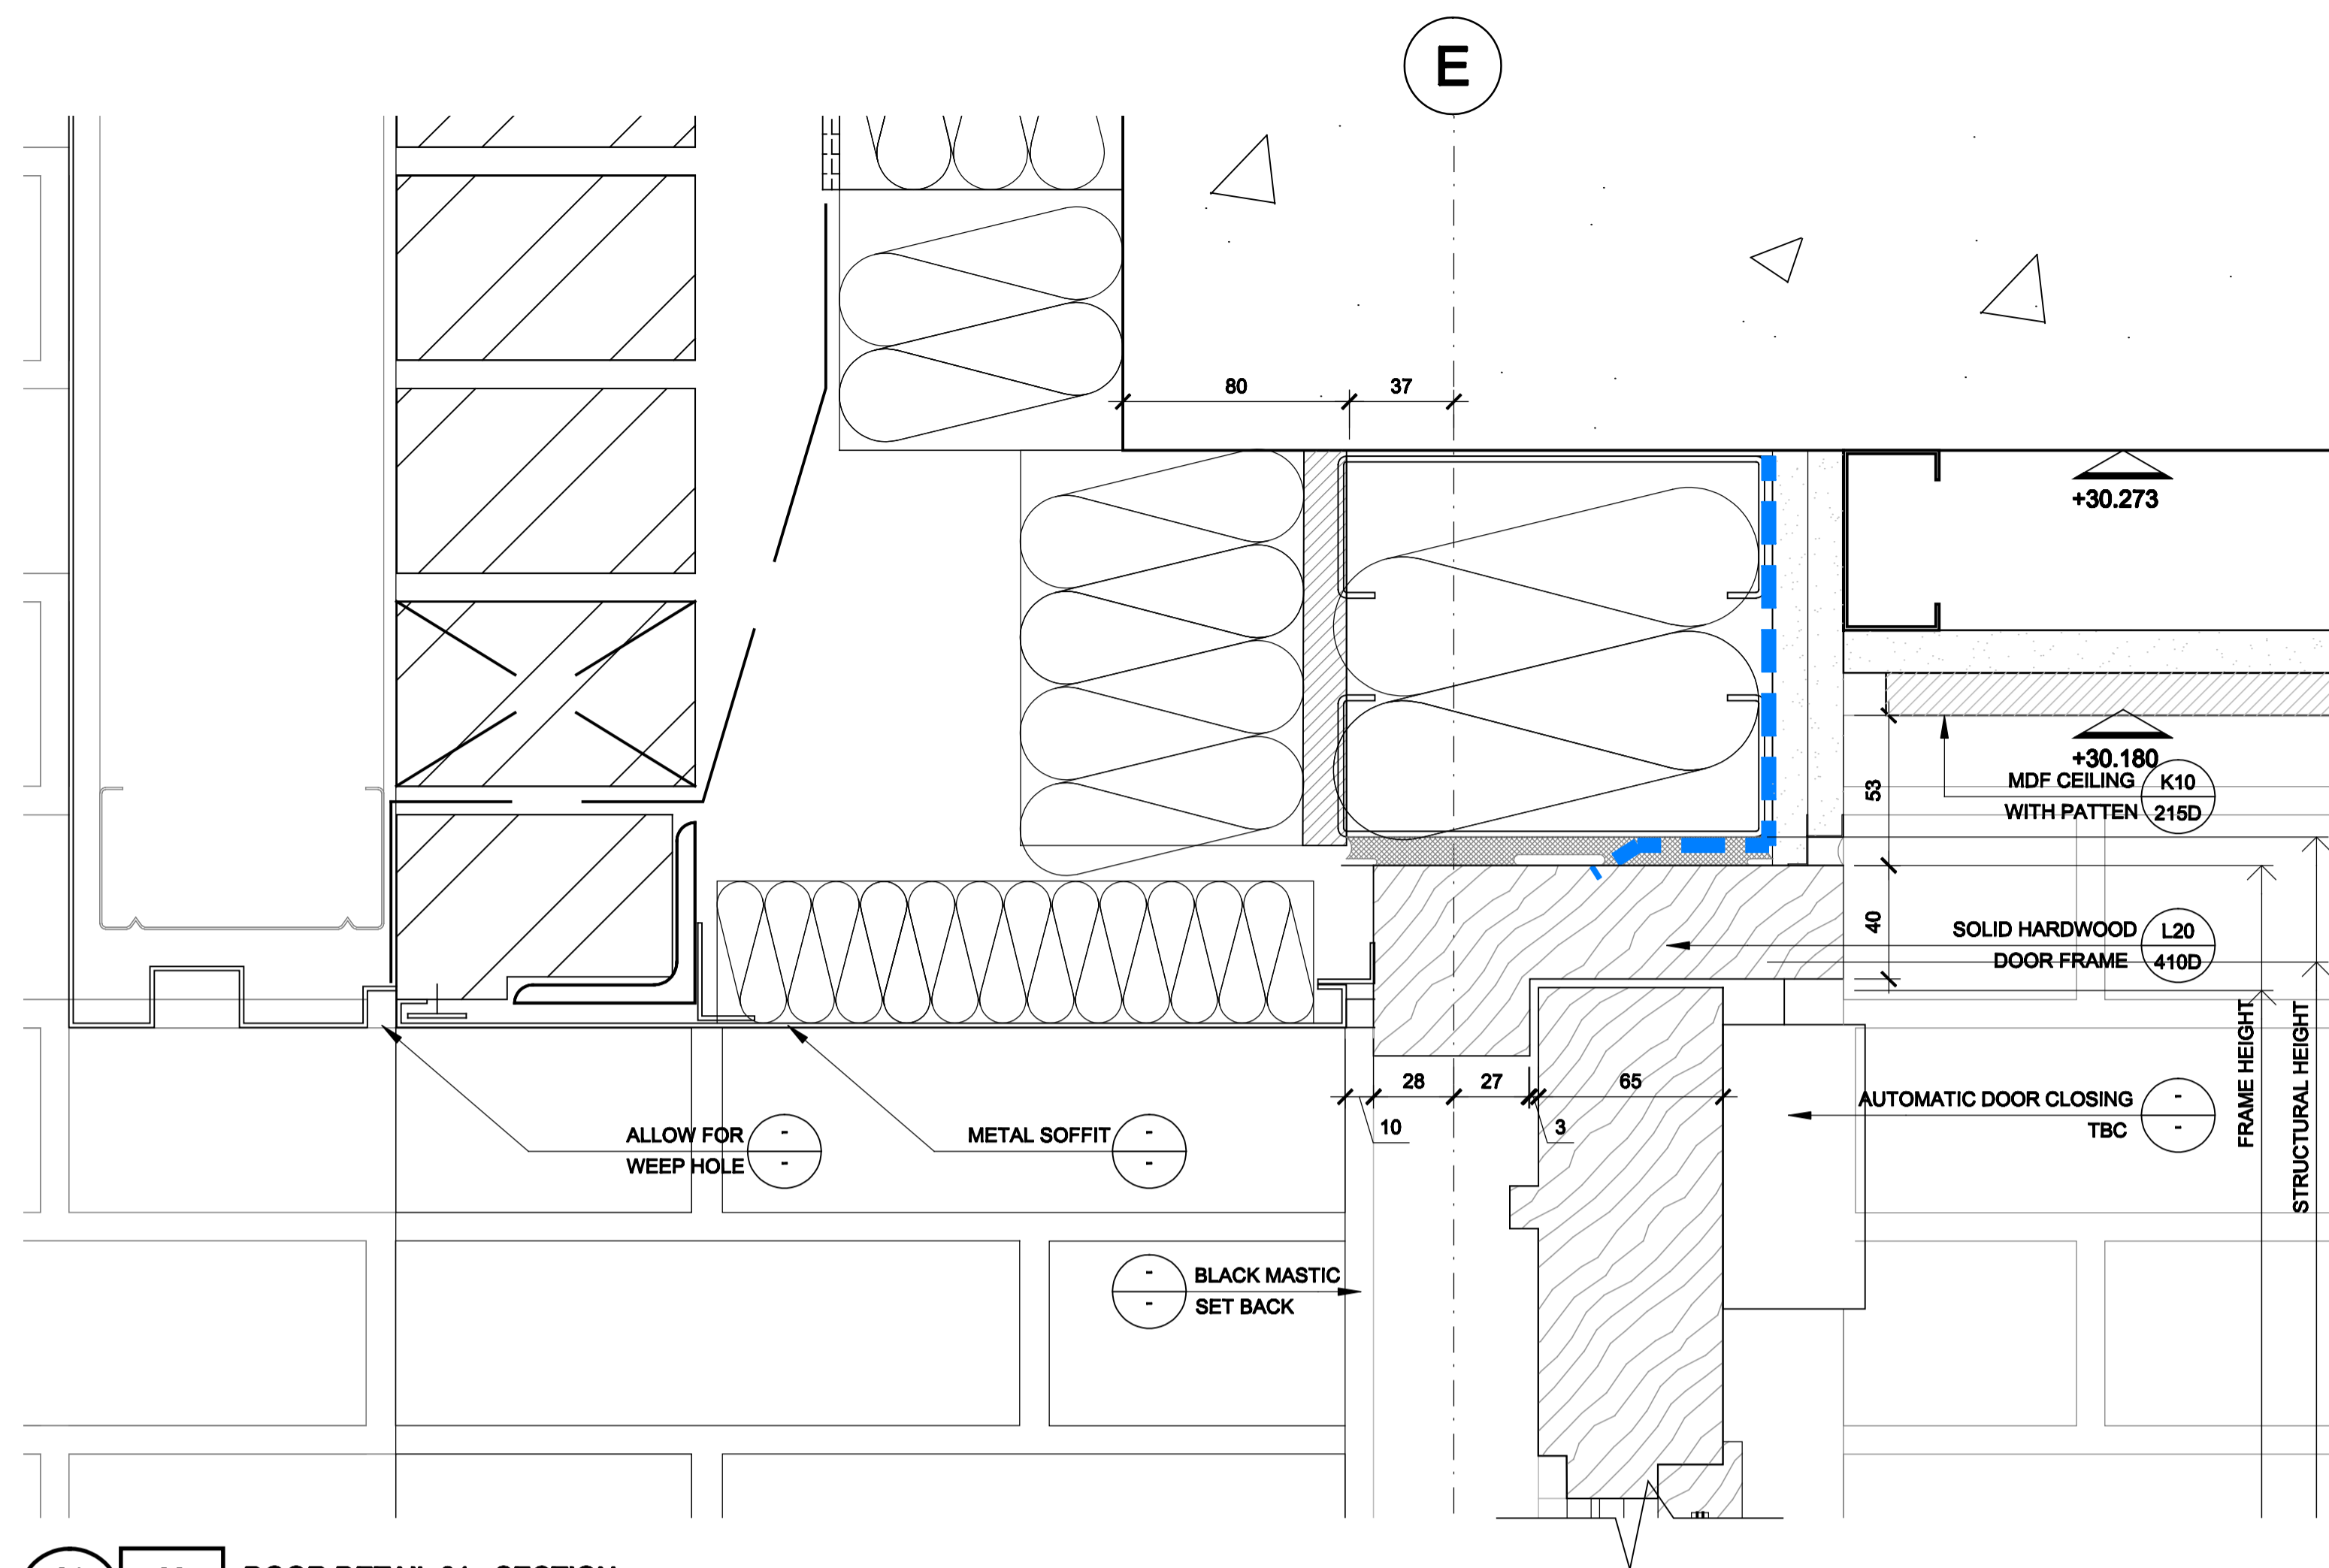 E
80
37
+30.273
+30.180
MDF CEILING
WITH PATTEN
K10
215D
53
SOLID HARDWOOD
DOOR FRAME
L20
410D
40
28
27
65
10
3
ALLOW FOR
WEEP HOLE
-
-
METAL SOFFIT
-
-
AUTOMATIC DOOR CLOSING
TBC
-
-
FRAME HEIGHT
STRUCTURAL HEIGHT
-
-
BLACK MASTIC
SET BACK